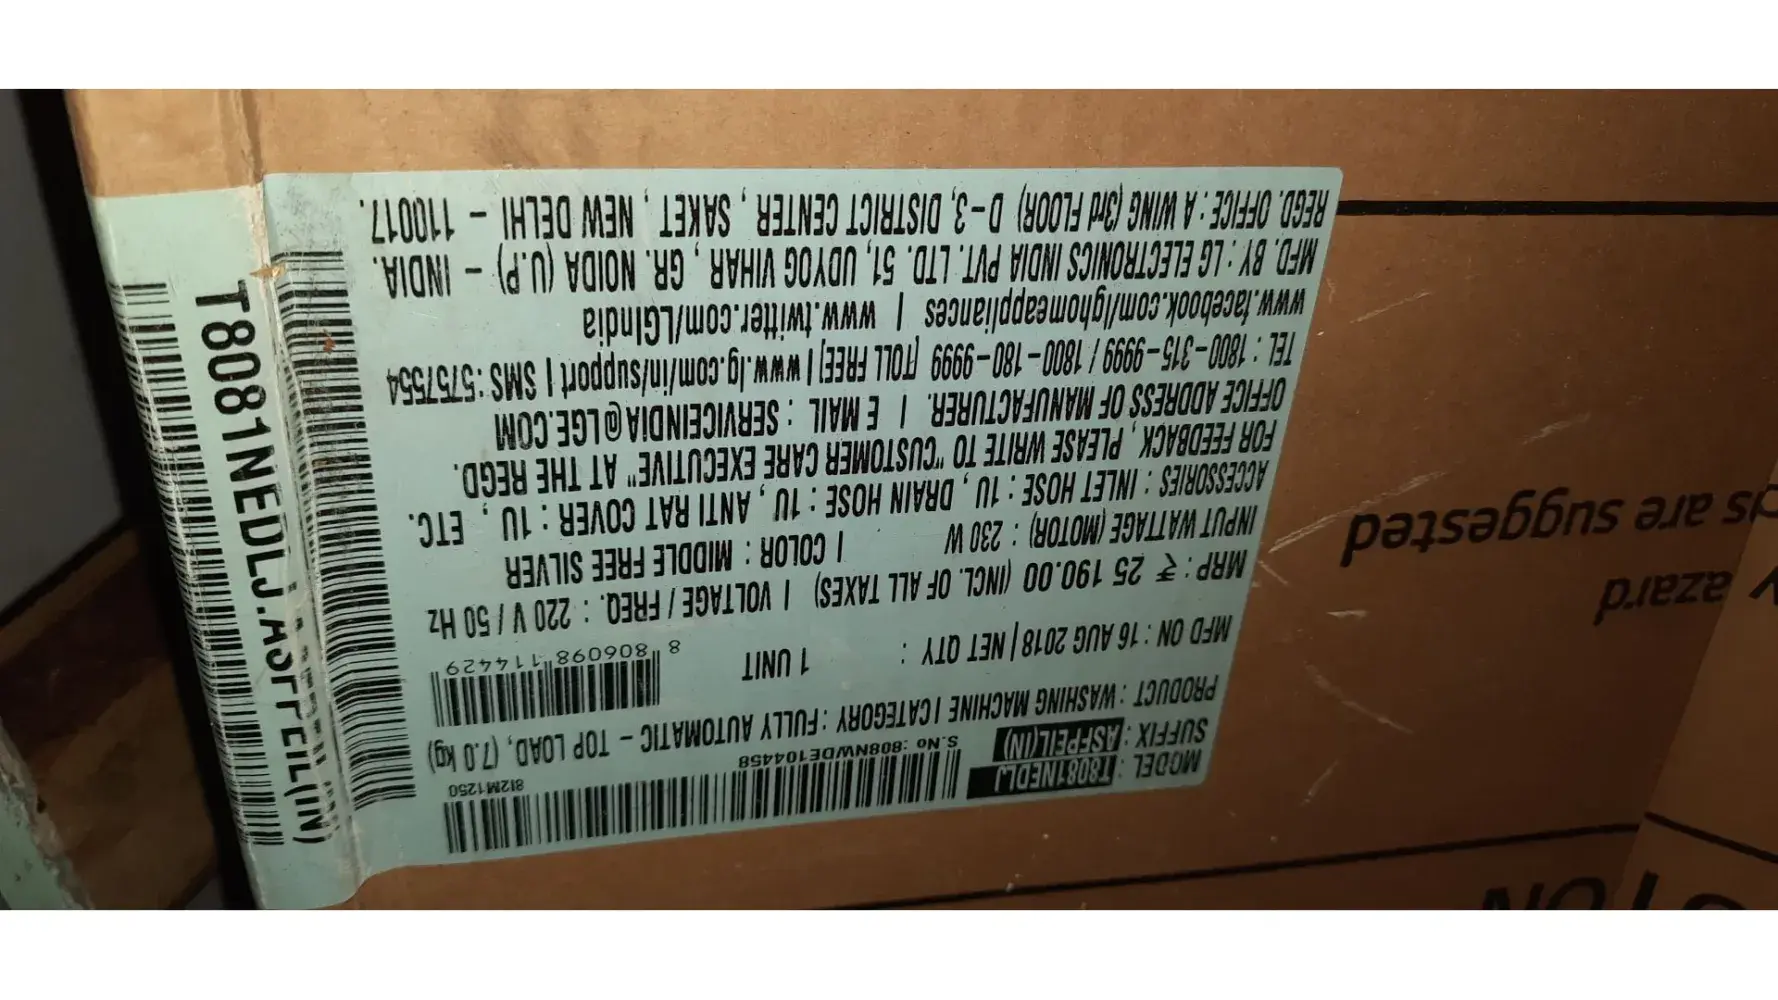 MODEL : T8081NEDLJ
SUFFIX : ASFPEIL(IN)
S.No : 808NWDE104458
812M1250
PRODUCT : WASHING MACHINE | CATEGORY : FULLY AUTOMATIC - TOP LOAD, (7.0 kg)
MFD ON : 16 AUG 2018 | NET QTY : 1 UNIT
8 806098 114429
MRP : ₹ 25 190.00 (INCL. OF ALL TAXES) | VOLTAGE / FREQ. : 220 V / 50 Hz
INPUT WATTAGE (MOTOR) : 230 W | COLOR : MIDDLE FREE SILVER
ACCESSORIES : INLET HOSE : 1U , DRAIN HOSE : 1U , ANTI RAT COVER : 1U , ETC.
FOR FEEDBACK, PLEASE WRITE TO "CUSTOMER CARE EXECUTIVE" AT THE REGD.
OFFICE ADDRESS OF MANUFACTURER. | E MAIL : SERVICEINDIA@LGE.COM
TEL : 1800-315-9999 / 1800-180-9999 [TOLL FREE] | www.lg.com/in/support | SMS : 5757554
www.facebook.com/lghomeappliances | www.twitter.com/LGIndia
MFD. BY : LG ELECTRONICS INDIA PVT. LTD. 51, UDYOG VIHAR , GR. NOIDA (U.P) - INDIA.
REGD. OFFICE : A WING (3rd FLOOR) D-3, DISTRICT CENTER , SAKET , NEW DELHI - 110017.
T8081NEDLJ.ASFPEIL(IN)
azard
are suggested